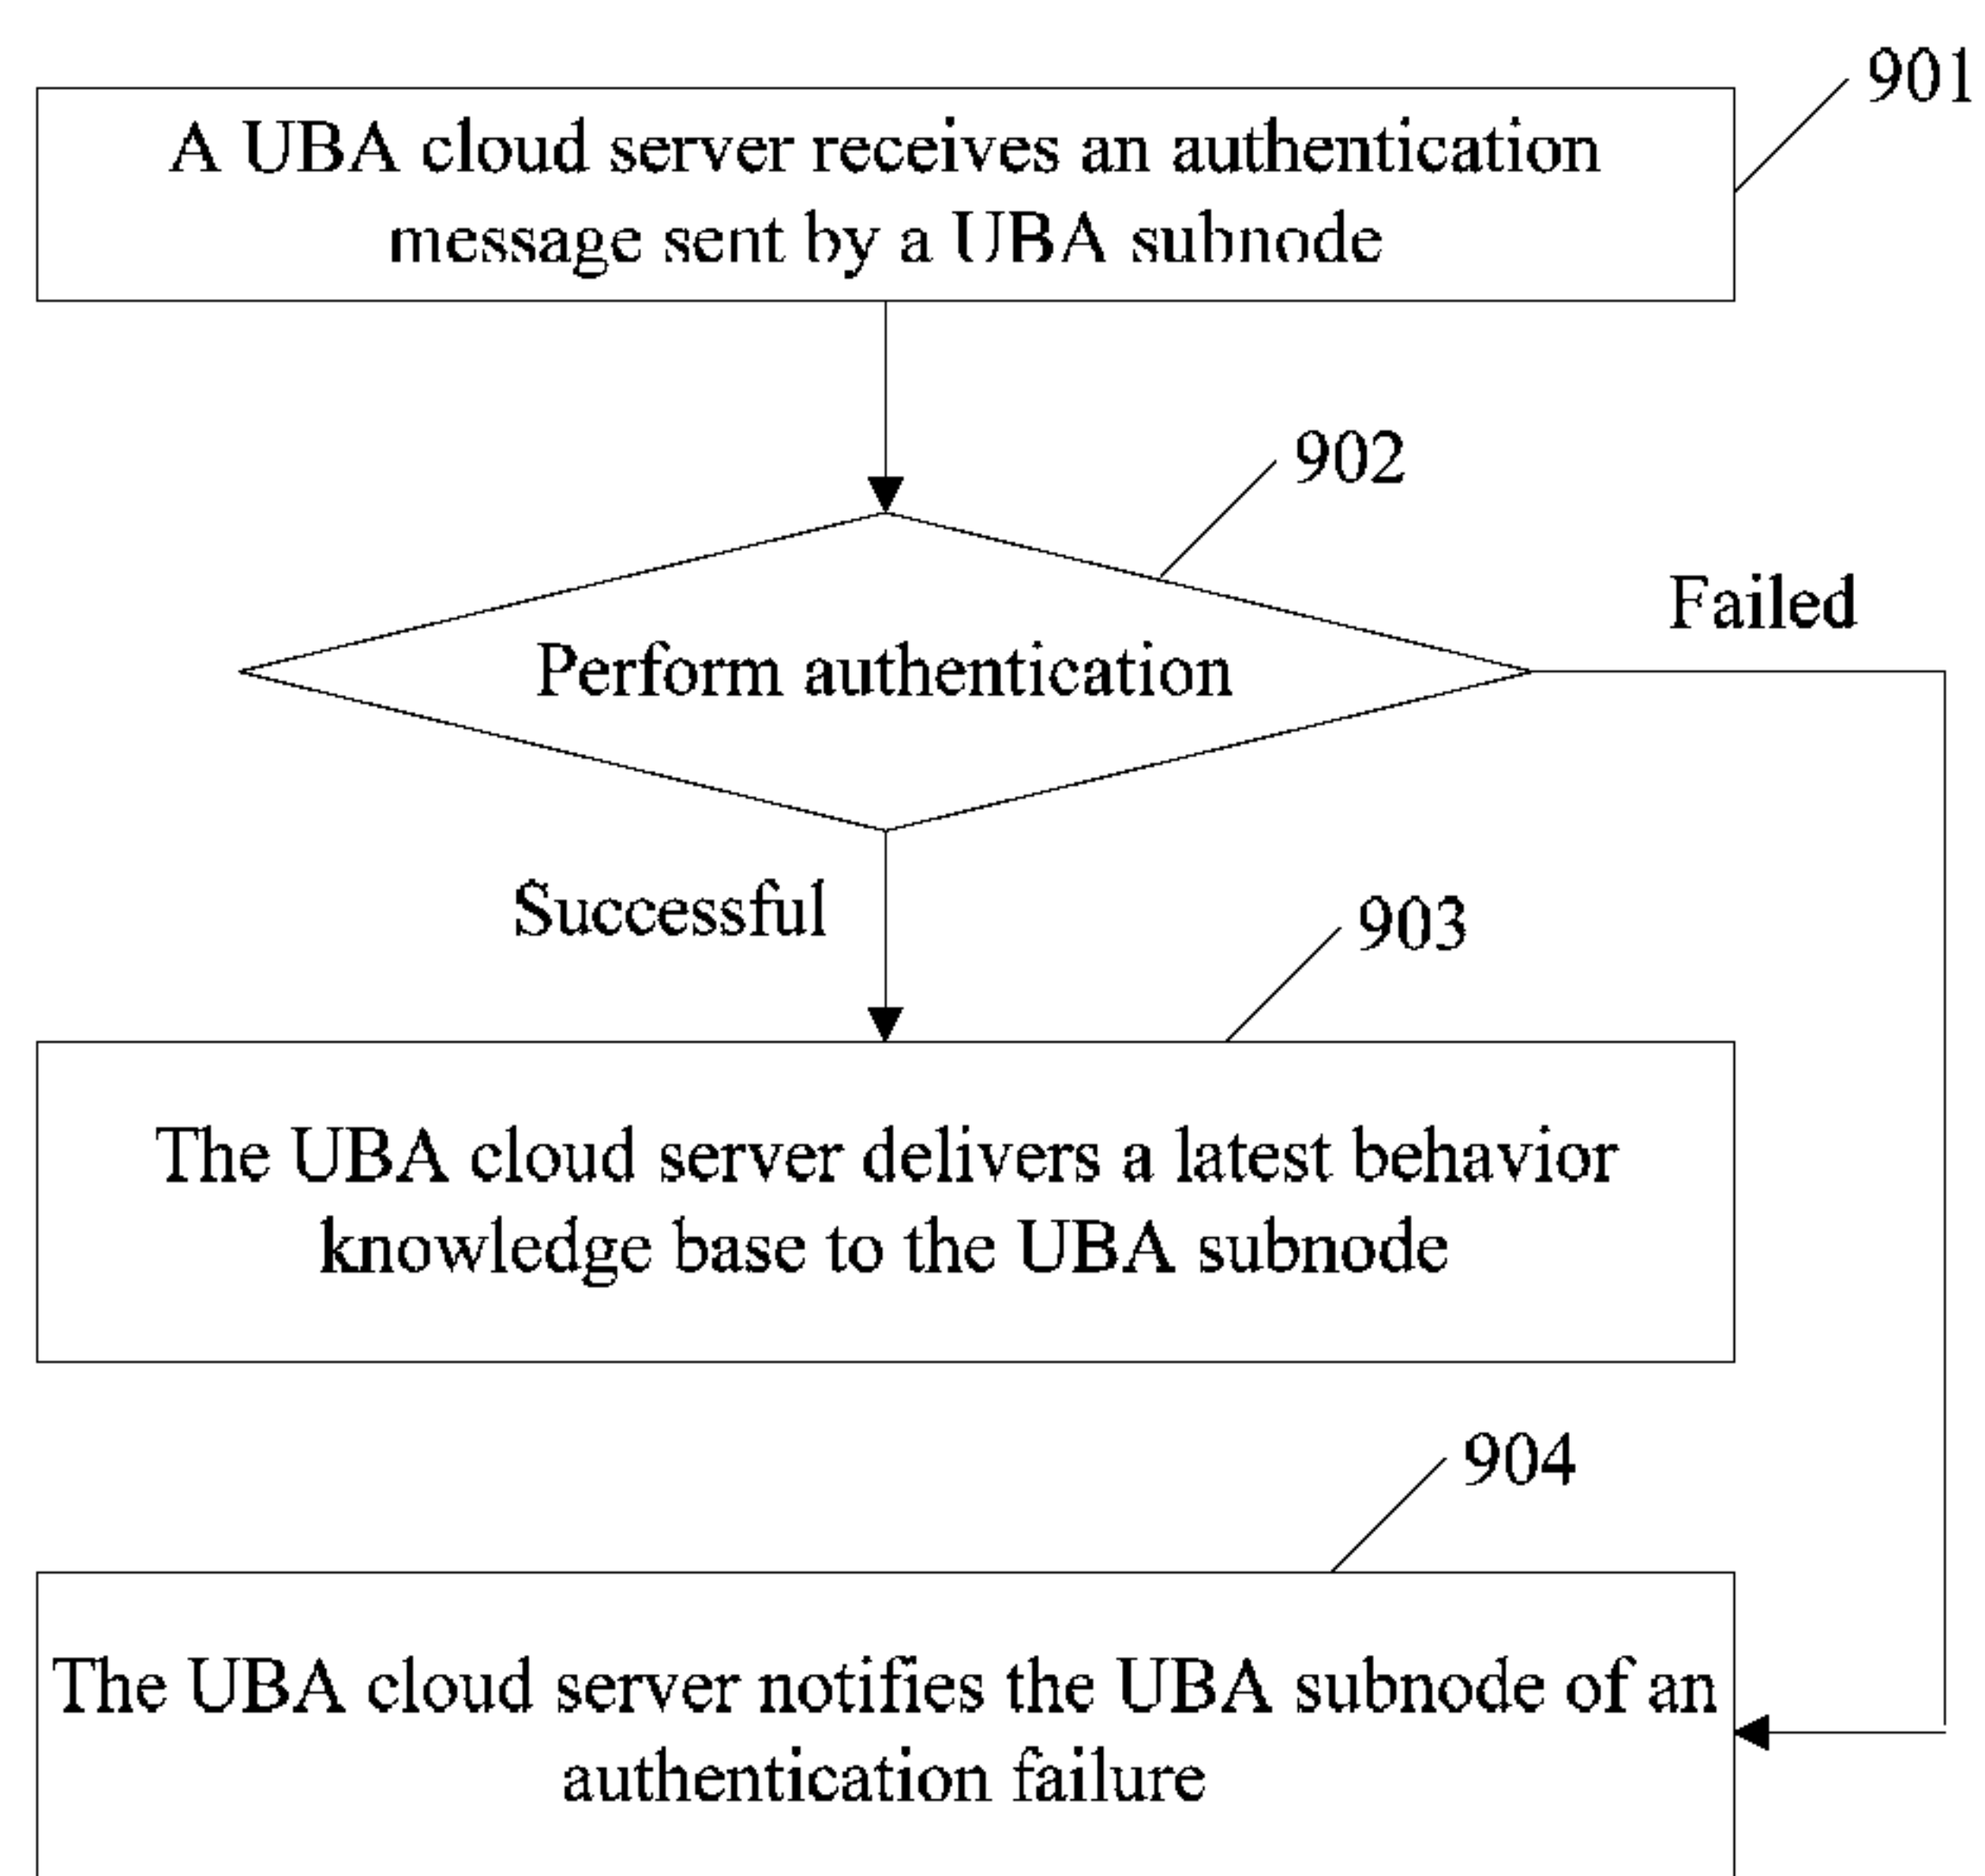 901
A UBA cloud server receives an authentication
message sent by a UBA subnode
902
Failed
Perform authentication
Successful
903
The UBA cloud server delivers a latest behavior
knowledge base to the UBA subnode
904
The UBA cloud server notifies the UBA subnode of an
authentication failure